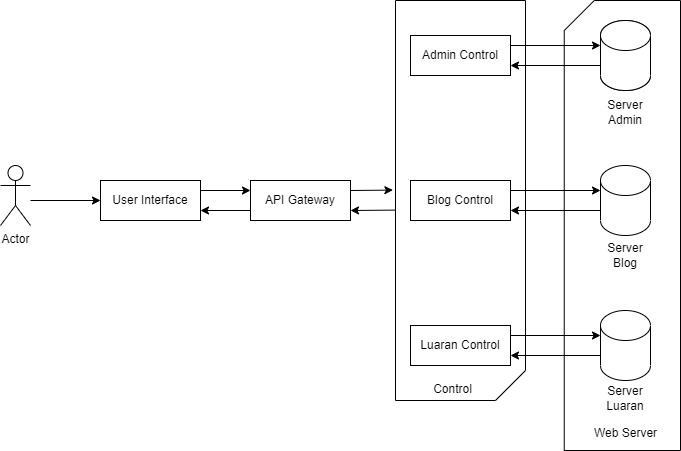 Admin Control
Server
Admin
User Interface
API Gateway
Blog Control
Actor
Server
Blog
Luaran Control
Control
Server
Luaran
Web Server